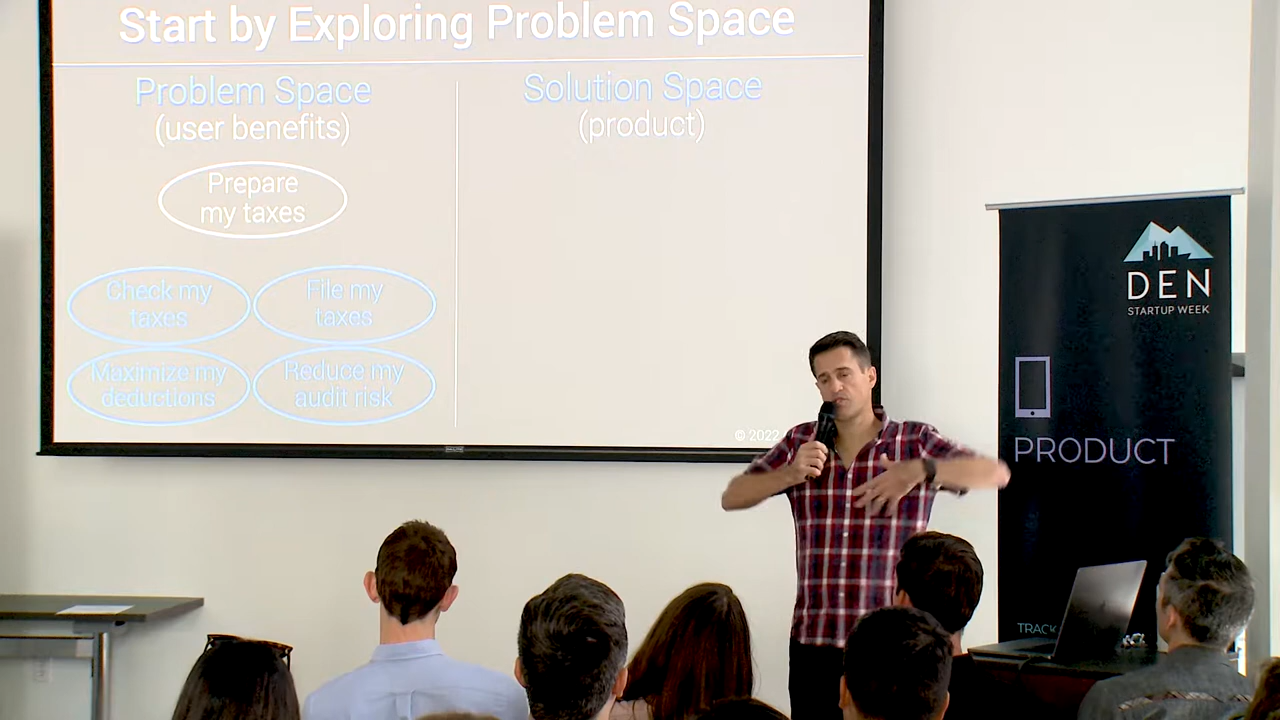 Start by Exploring Problem Space
Problem Space
(user benefits)
Solution Space
(product)
Prepare
my taxes
Check my
taxes
File my
taxes
Maximize my
deductions
Reduce my
audit risk
© 2022
DEN
STARTUP WEEK
PRODUCT
TRACK